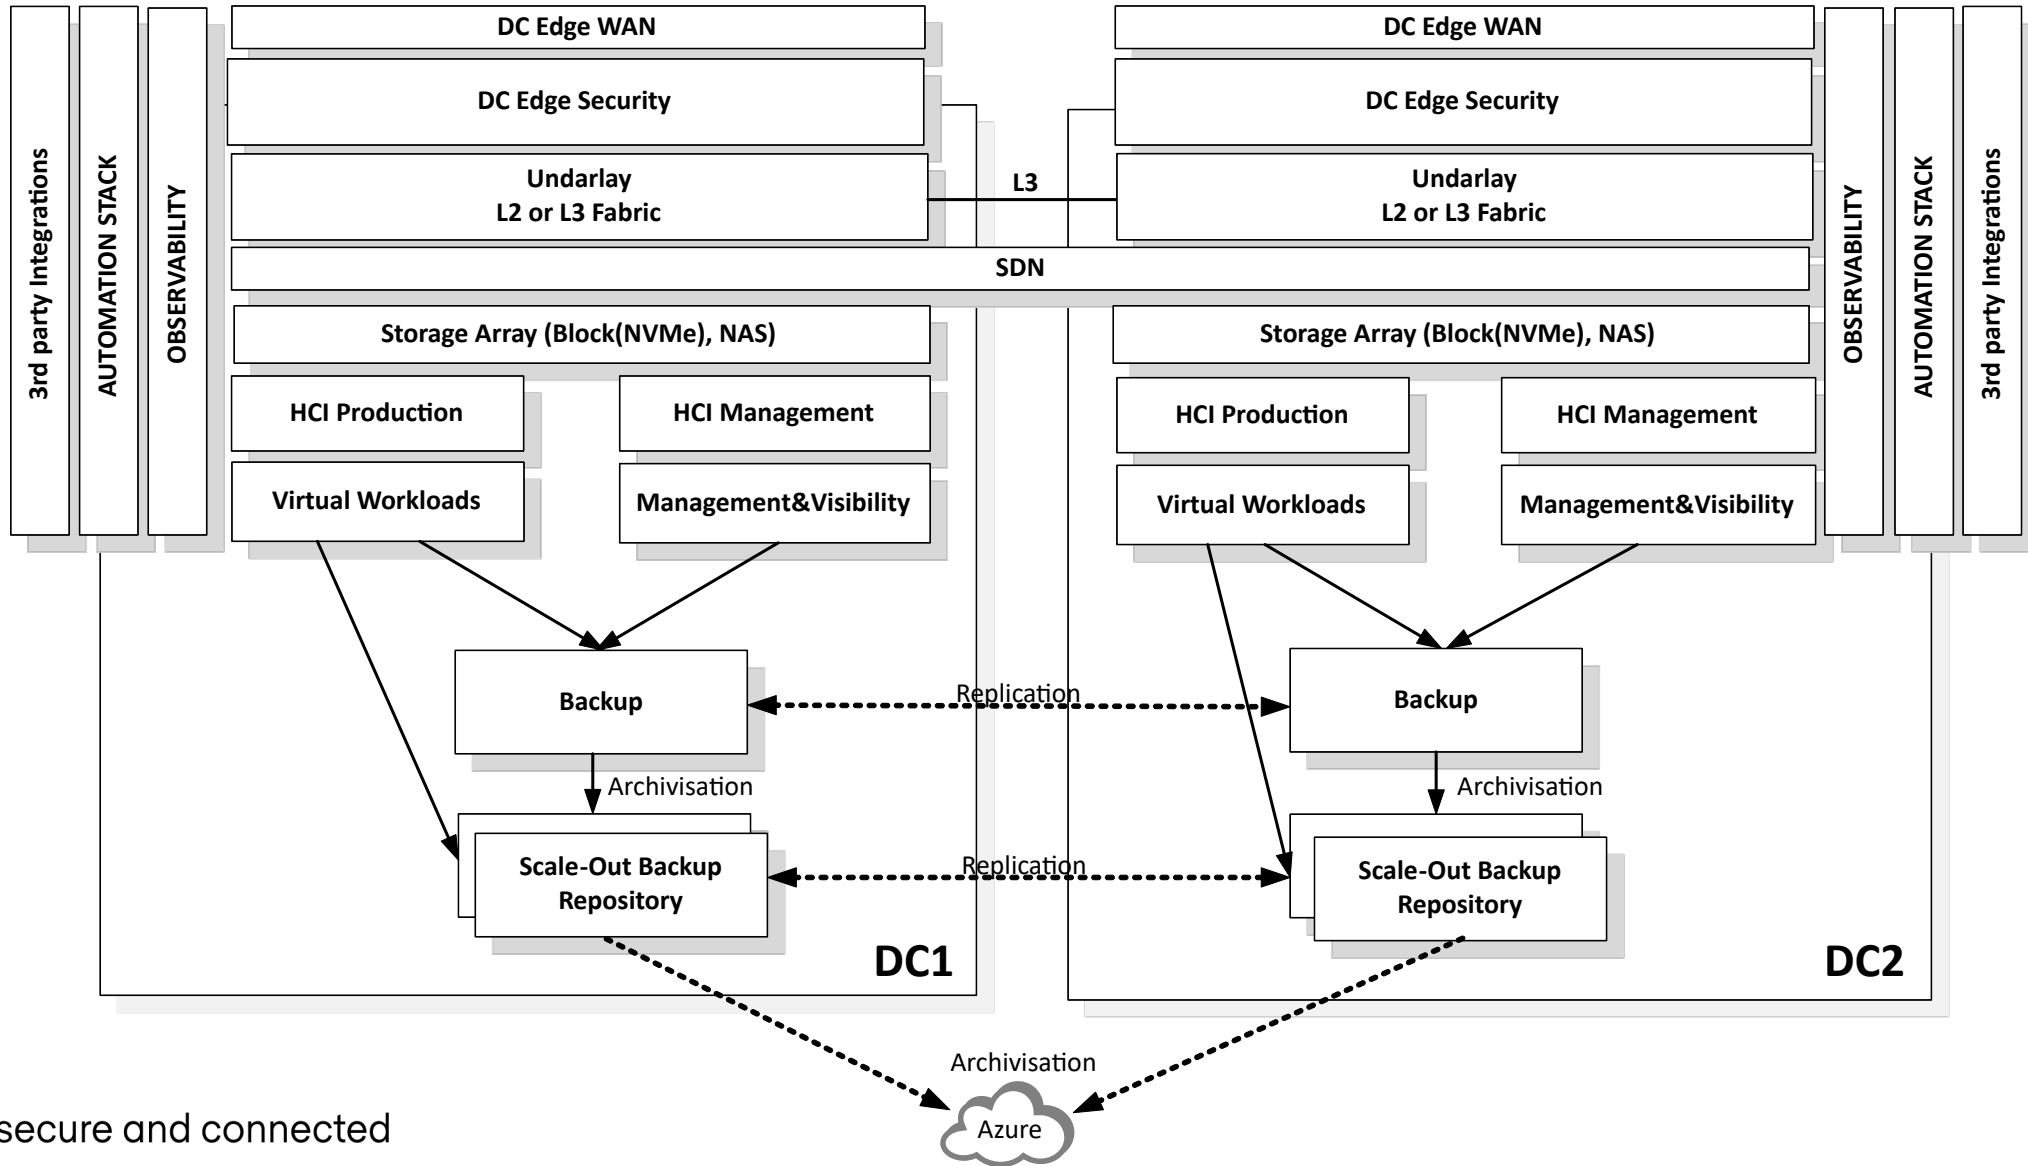 3rd party Integrations
AUTOMATION STACK
OBSERVABILITY
DC Edge WAN
DC Edge Security
Undarlay
L2 or L3 Fabric
L3
DC Edge WAN
DC Edge Security
Undarlay
L2 or L3 Fabric
OBSERVABILITY
AUTOMATION STACK
3rd party Integrations
SDN
Storage Array (Block(NVMe), NAS)
HCI Production
HCI Management
Virtual Workloads
Management&Visibility
Storage Array (Block(NVMe), NAS)
HCI Production
HCI Management
Virtual Workloads
Management&Visibility
Backup
Replication
Backup
Archivisation
Archivisation
Scale-Out Backup
Repository
Replication
Scale-Out Backup
Repository
DC1
DC2
Archivisation
Azure
secure and connected